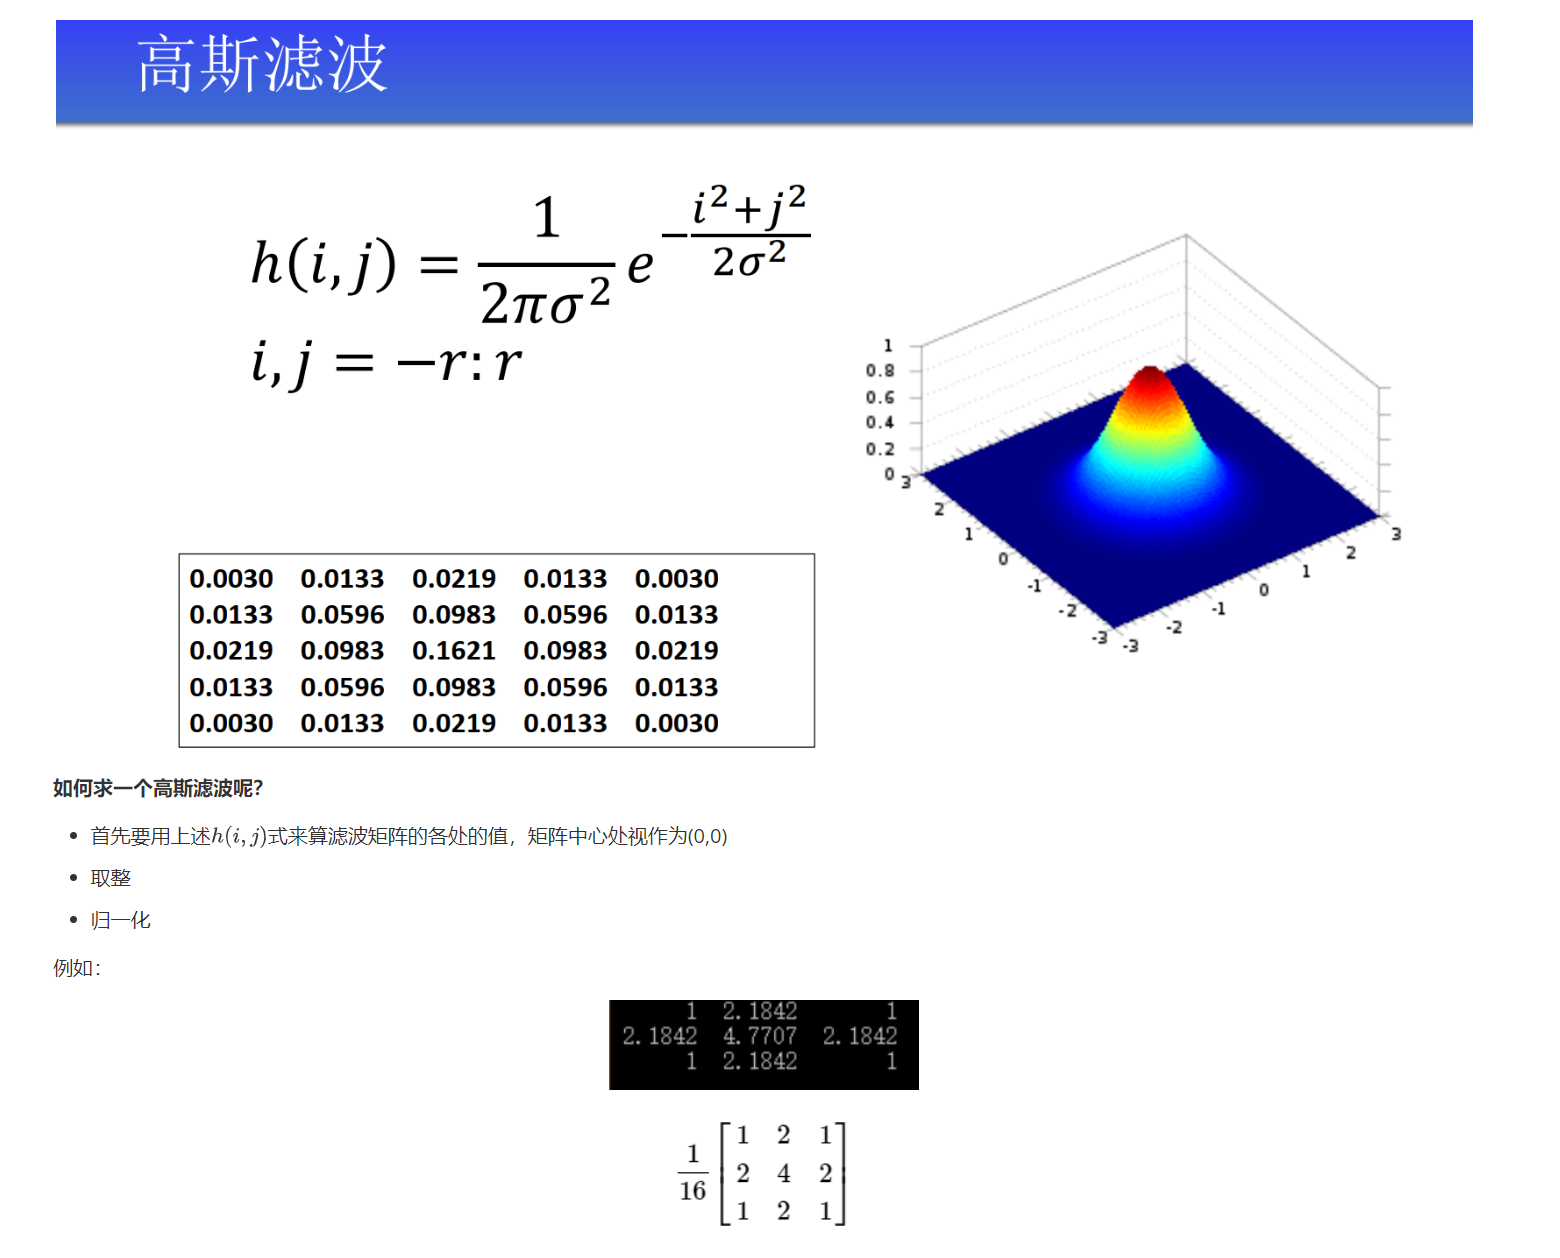 高斯滤波
h(i,j) = \frac{1}{2πσ^2} e^{-\frac{i^2+j^2}{2σ^2}}
i,j = −r:r
1
0.8
0.6
0.4
0.2
0
3
2
1
0
-1
-2
-3
-3
-2
-1
0
1
2
3
0.0030 0.0133 0.0219 0.0133 0.0030
0.0133 0.0596 0.0983 0.0596 0.0133
0.0219 0.0983 0.1621 0.0983 0.0219
0.0133 0.0596 0.0983 0.0596 0.0133
0.0030 0.0133 0.0219 0.0133 0.0030
如何求一个高斯滤波呢？
• 首先要用上述h(i,j)式来算滤波矩阵的各处的值，矩阵中心处视作为(0,0)
• 取整
• 归一化
例如：
1 2.1842 1
2.1842 4.7707 2.1842
1 2.1842 1
\frac{1}{16} \begin{bmatrix} 1 & 2 & 1 \\ 2 & 4 & 2 \\ 1 & 2 & 1 \end{bmatrix}